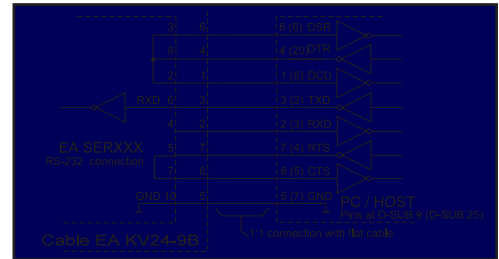 3 6 6 (6) DSR
8 4 4 (20) DTR
2 1 1 (8) DCD
RXD 6 3 3 (2) TXD
4 2 2 (3) RXD
5 7 7 (4) RTS
7 8 8 (5) CTS
GND 10 5 5 (7) GND
EA SERXXX
RS-232 connection
PC / HOST
Pins at D-SUB 9 (D-SUB 25)
1:1 connection with flat cable
Cable EA KV24-9B